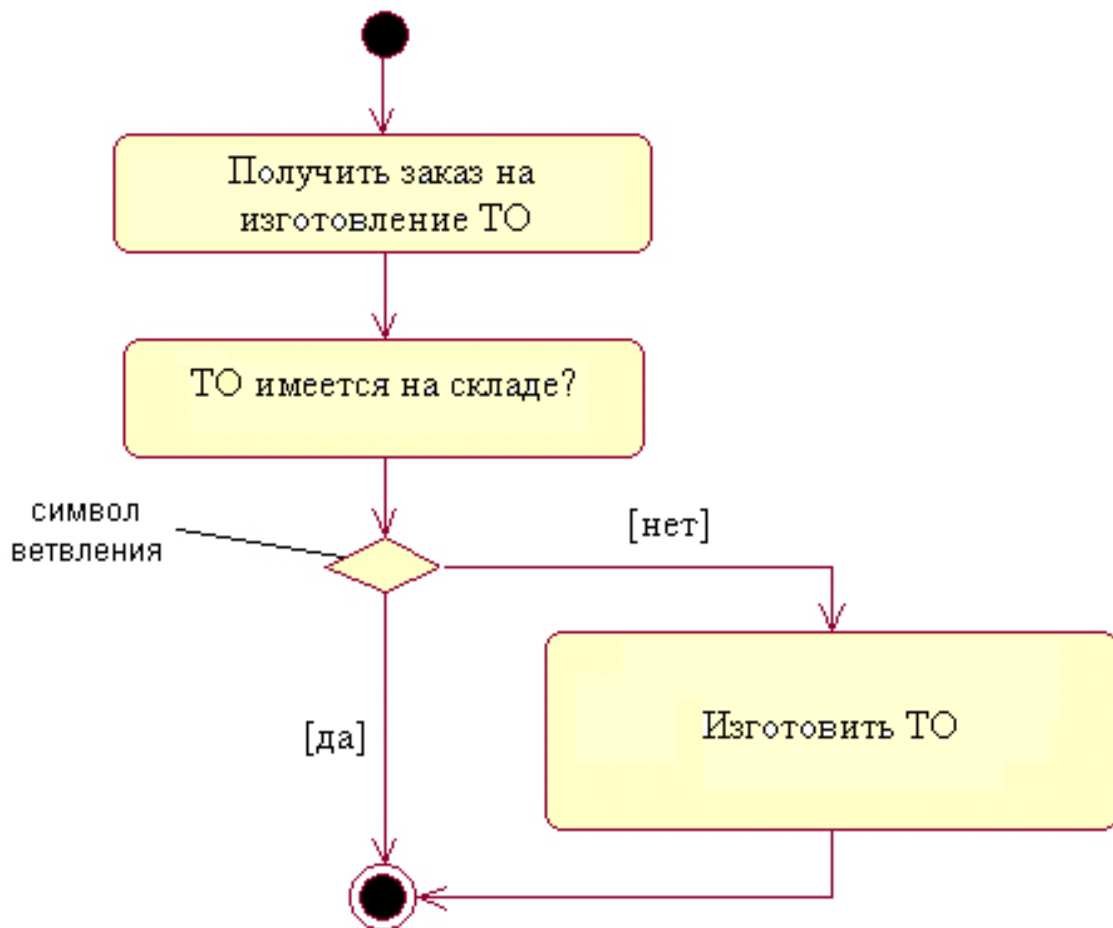 Получить заказ на
изготовление ТО
ТО имеется на складе?
символ
ветвления
[нет]
Изготовить ТО
[да]